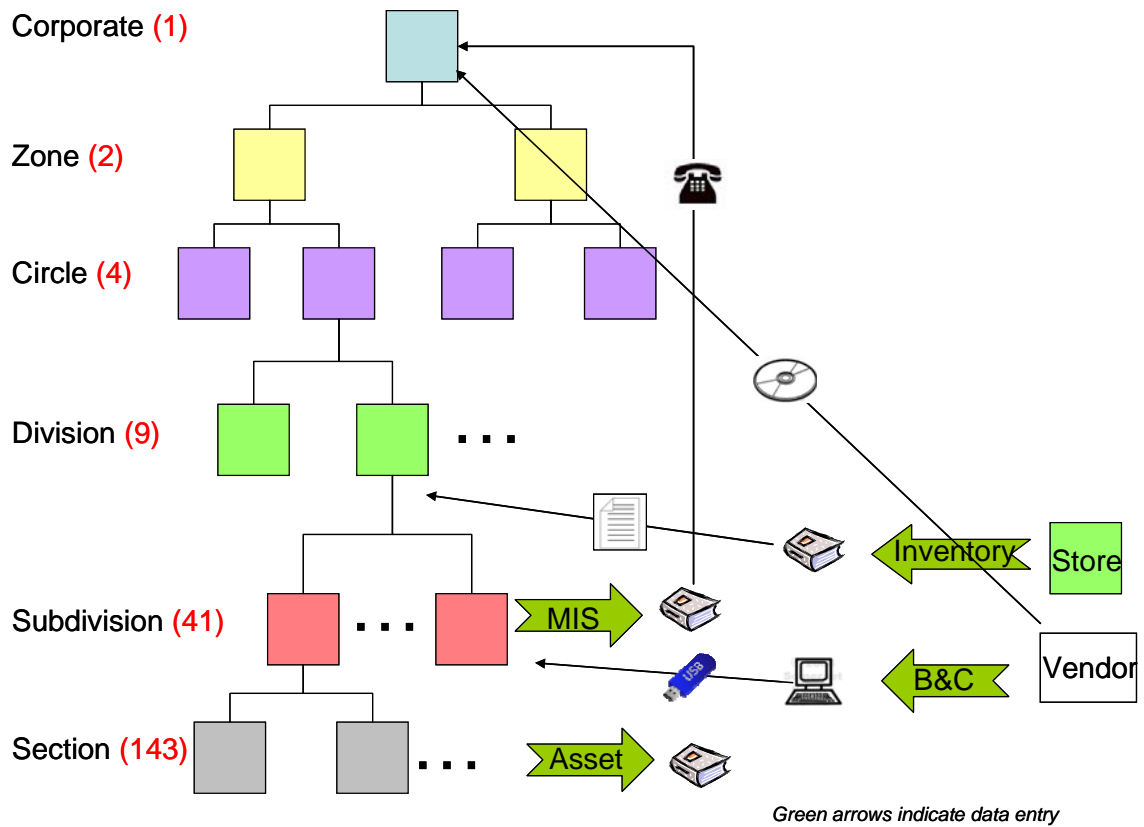 Corporate (1)
Zone (2)
Circle (4)
Division (9)
Inventory
Store
Subdivision (41)
MIS
USB
B&C
Vendor
Section (143)
Asset
Green arrows indicate data entry